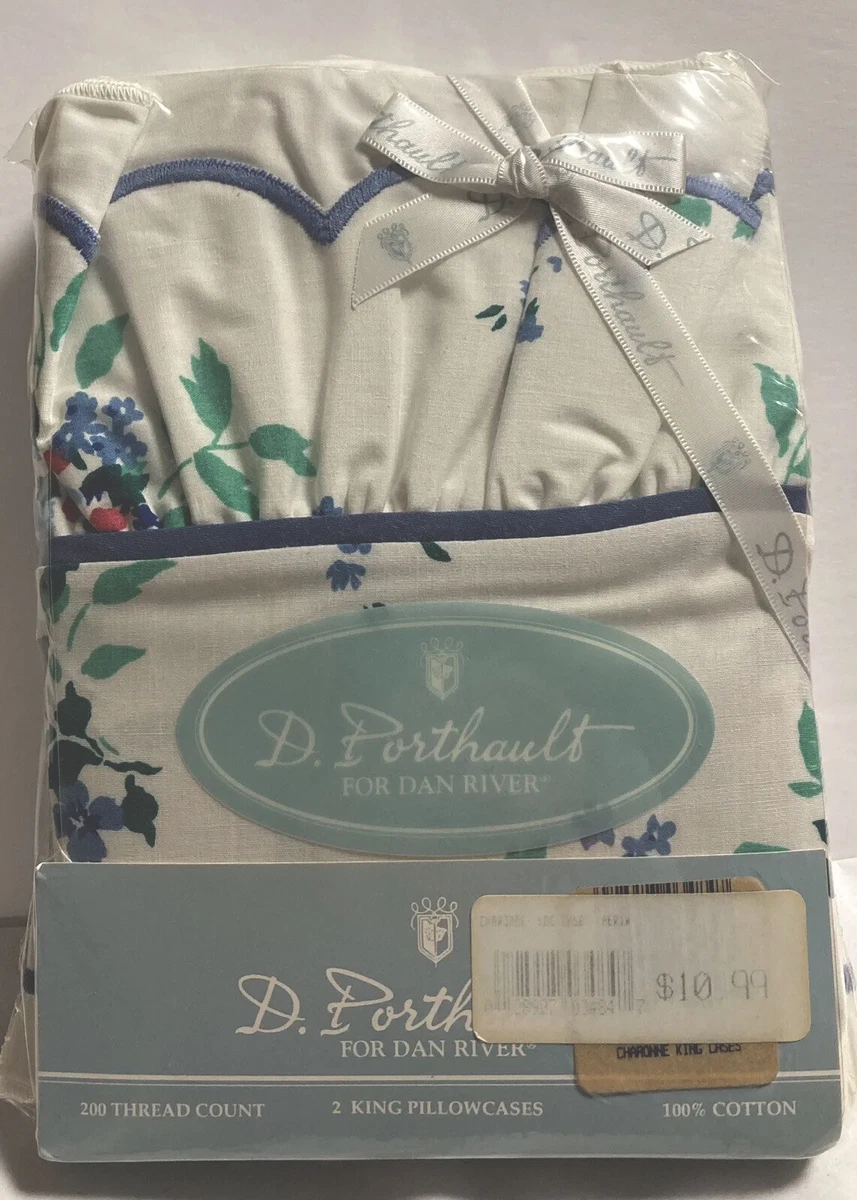 D. Porthault
D. Porthault
FOR DAN RIVER®
D. Porth
FOR DAN RIVER®
$10.99
CHARONNE KING CASES
200 THREAD COUNT
2 KING PILLOWCASES
100% COTTON